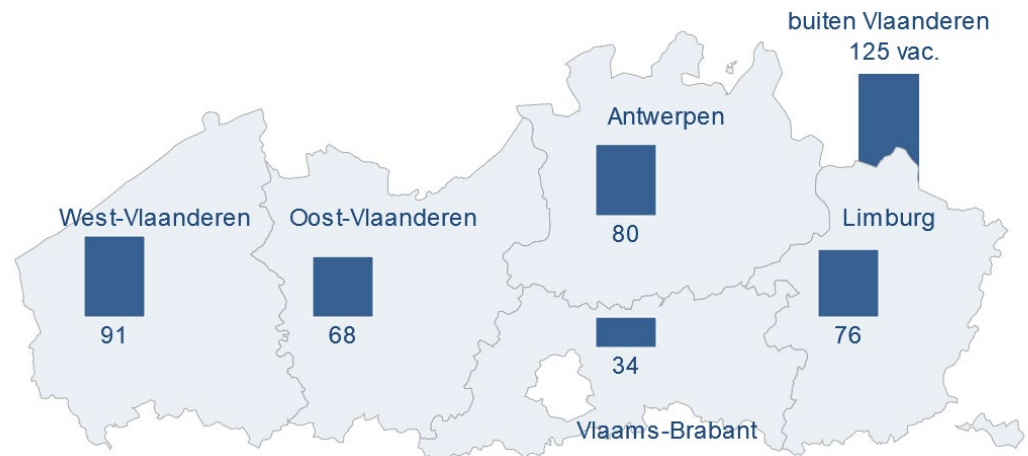 buiten Vlaanderen
125 vac.
Antwerpen
80
West-Vlaanderen
91
Oost-Vlaanderen
68
Limburg
76
34
Vlaams-Brabant